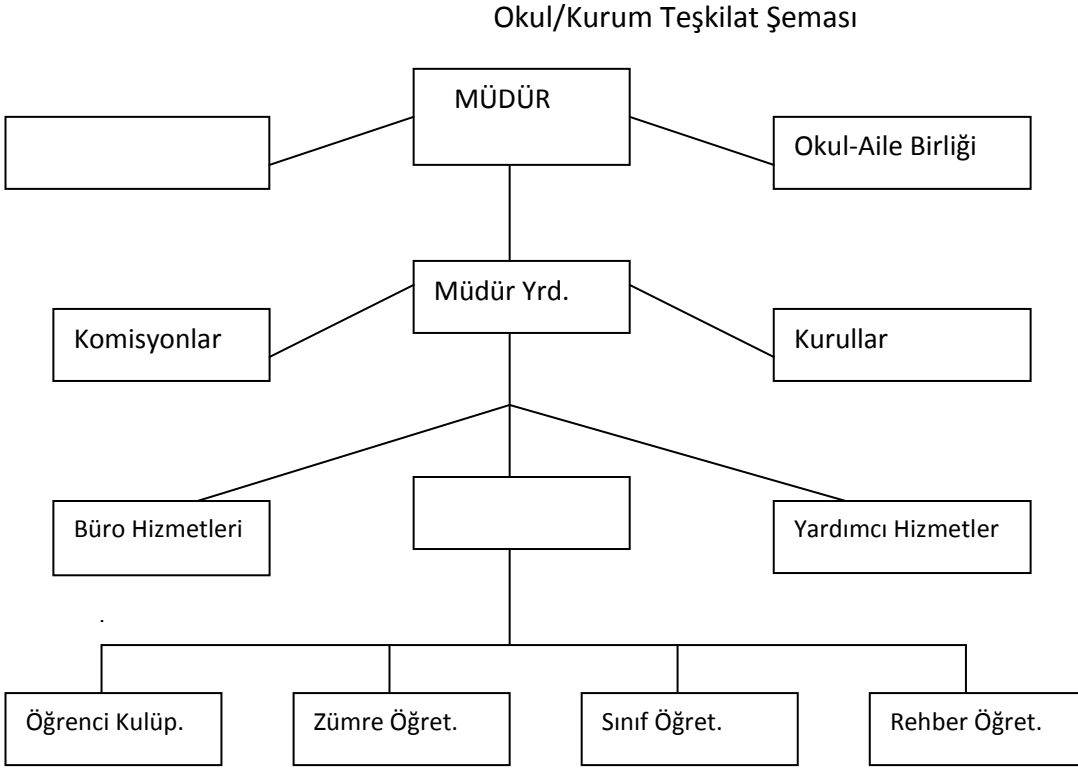 Okul/Kurum Teşkilat Şeması
MÜDÜR
Okul-Aile Birliği
Müdür Yrd.
Komisyonlar
Kurullar
Büro Hizmetleri
Yardımcı Hizmetler
.
Öğrenci Kulüp.
Zümre Öğret.
Sınıf Öğret.
Rehber Öğret.